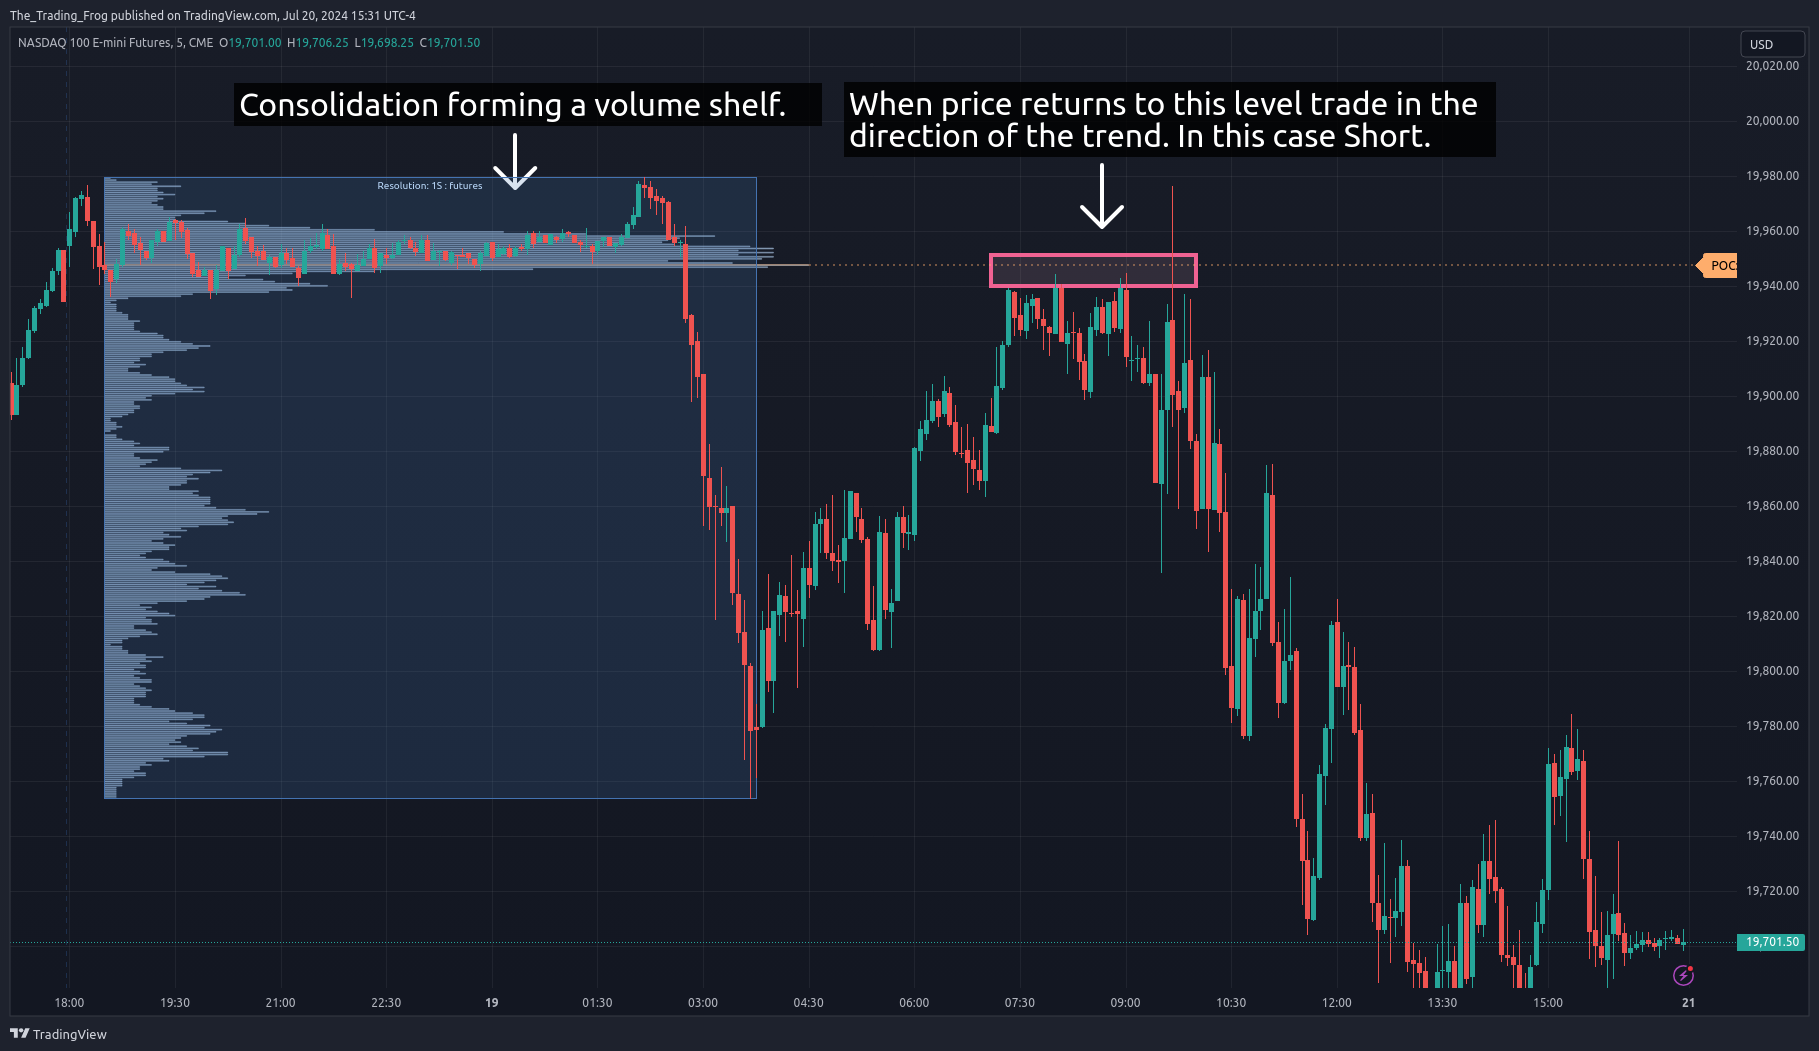 The_Trading_Frog published on TradingView.com, Jul 20, 2024 15:31 UTC-4
NASDAQ 100 E-mini Futures, 5, CME O19,701.00 H19,706.25 L19,698.25 C19,701.50
USD
Consolidation forming a volume shelf.
When price returns to this level trade in the
direction of the trend. In this case Short.
Resolution: 1S : futures
20,020.00
20,000.00
19,980.00
19,960.00
POC
19,940.00
19,920.00
19,900.00
19,880.00
19,860.00
19,840.00
19,820.00
19,800.00
19,780.00
19,760.00
19,740.00
19,720.00
19,701.50
18:00 19:30 21:00 22:30 19 01:30 03:00 04:30 06:00 07:30 09:00 10:30 12:00 13:30 15:00 21
TradingView